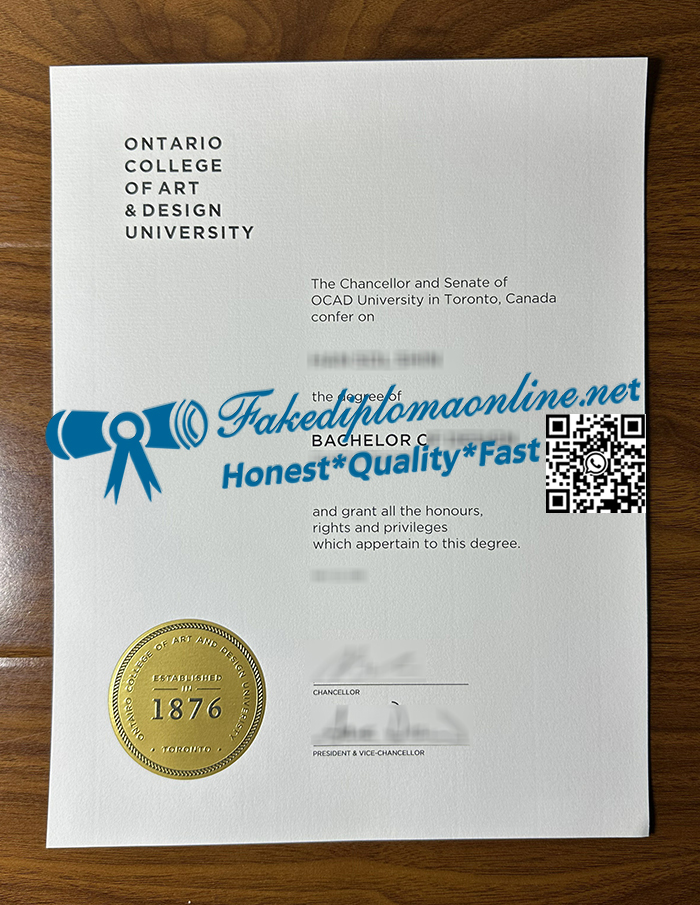 ONTARIO
COLLEGE
OF ART
& DESIGN
UNIVERSITY
The Chancellor and Senate of
OCAD University in Toronto, Canada
confer on
the degree of
Fakediplomaonline.net
BACHELOR
Honest*Quality*Fast
and grant all the honours,
rights and privileges
which appertain to this degree.
ONTARIO COLLEGE OF ART AND DESIGN UNIVERSITY
ESTABLISHED
IN
1876
• TORONTO •
CHANCELLOR
PRESIDENT & VICE-CHANCELLOR